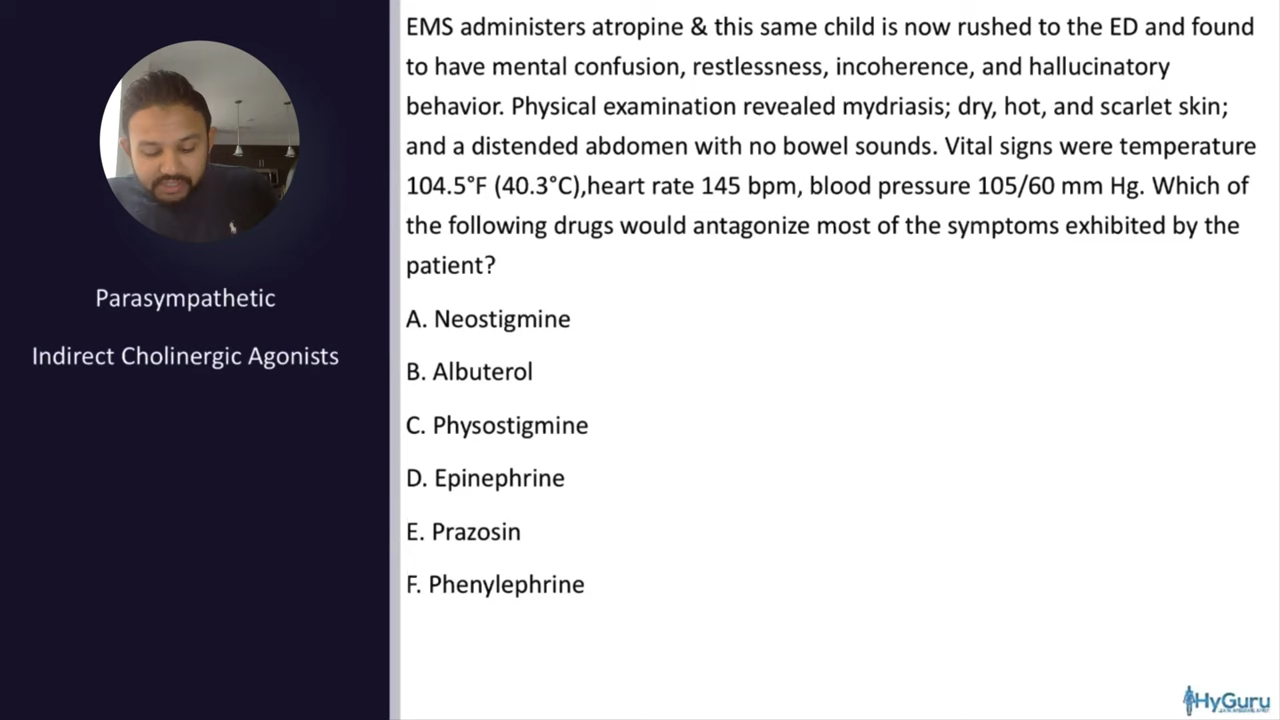 Parasympathetic
Indirect Cholinergic Agonists
EMS administers atropine & this same child is now rushed to the ED and found
to have mental confusion, restlessness, incoherence, and hallucinatory
behavior. Physical examination revealed mydriasis; dry, hot, and scarlet skin;
and a distended abdomen with no bowel sounds. Vital signs were temperature
104.5°F (40.3°C),heart rate 145 bpm, blood pressure 105/60 mm Hg. Which of
the following drugs would antagonize most of the symptoms exhibited by the
patient?
A. Neostigmine
B. Albuterol
C. Physostigmine
D. Epinephrine
E. Prazosin
F. Phenylephrine
HyGuru